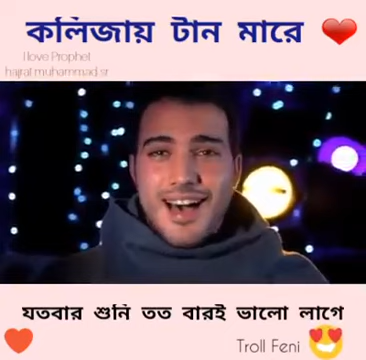 কলিজায় টান মারে
I love Prophet
hajrat muhammad sr
যতবার শুনি তত বারই ভালো লাগে
Troll Feni